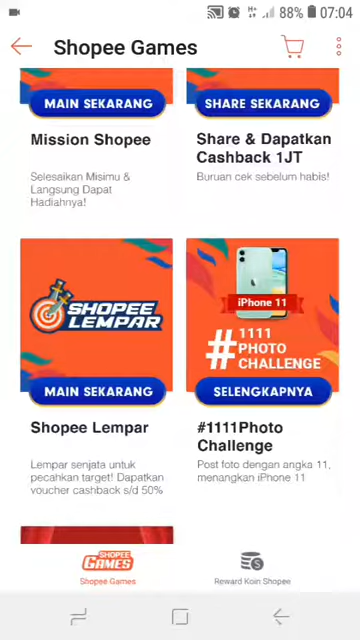 H+
88%
07:04
Shopee Games
MAIN SEKARANG
SHARE SEKARANG
Mission Shopee
Share & Dapatkan
Cashback 1JT
Selesaikan Misimu &
Langsung Dapat
Hadiahnya!
Buruan cek sebelum habis!
SHOPEE
LEMPAR
iPhone 11
#1111
PHOTO
CHALLENGE
MAIN SEKARANG
SELENGKAPNYA
Shopee Lempar
#1111Photo
Challenge
Lempar senjata untuk
pecahkan target! Dapatkan
voucher cashback s/d 50%
Post foto dengan angka 11,
menangkan iPhone 11
SHOPEE
GAMES
Shopee Games
Reward Koin Shopee